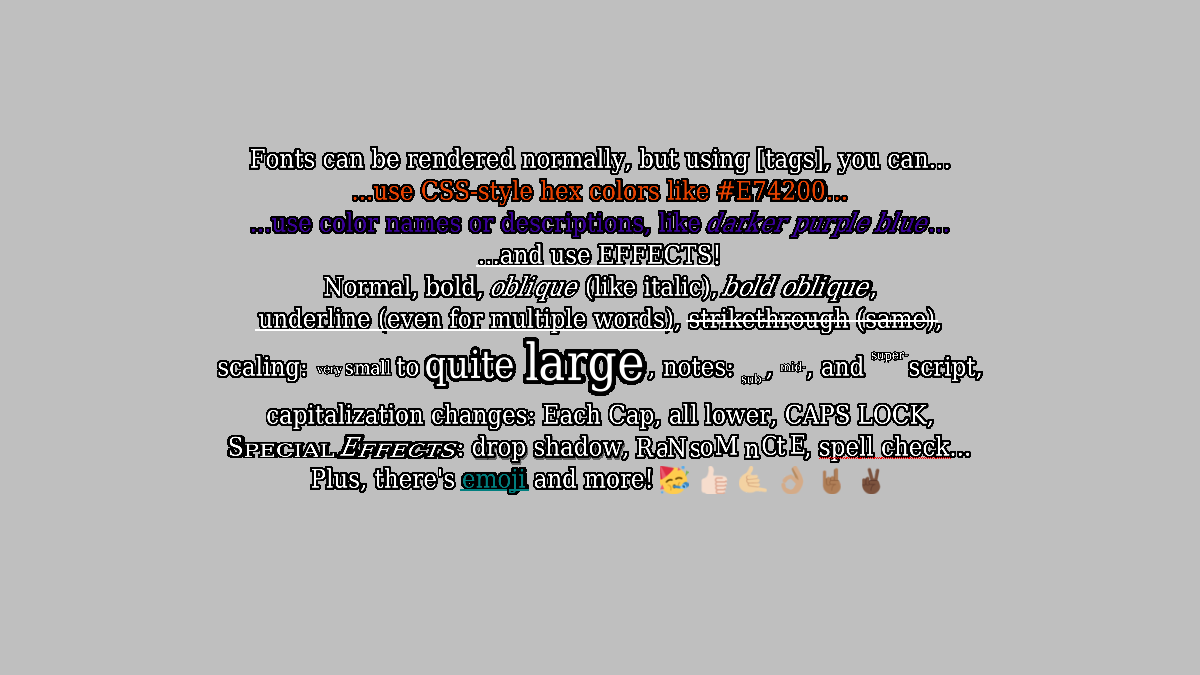 Fonts can be rendered normally, but using [tags], you can...
...use CSS-style hex colors like #E74200...
...use color names or descriptions, like darker purple blue...
...and use EFFECTS!
Normal, bold, oblique (like italic), bold oblique,
underline (even for multiple words), strikethrough (same),
scaling: very small to quite large, notes: sub-, mid-, and super-script,
capitalization changes: Each Cap, all lower, CAPS LOCK,
SPECIAL EFFECTS: drop shadow, RaNsoM nOtE, spell check...
Plus, there's emoji and more! 🥳 👍🏻 🤙🏼 👌🏽 🤘🏾 ✌🏿